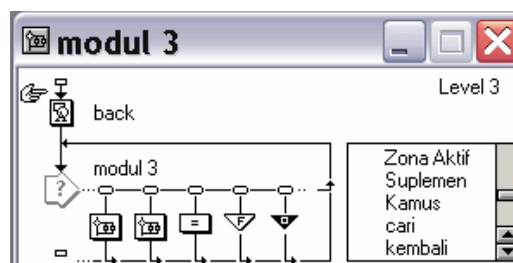 modul 3
Level 3
back
modul 3
Zona Aktif
Suplemen
Kamus
cari
kembali
?
=
F